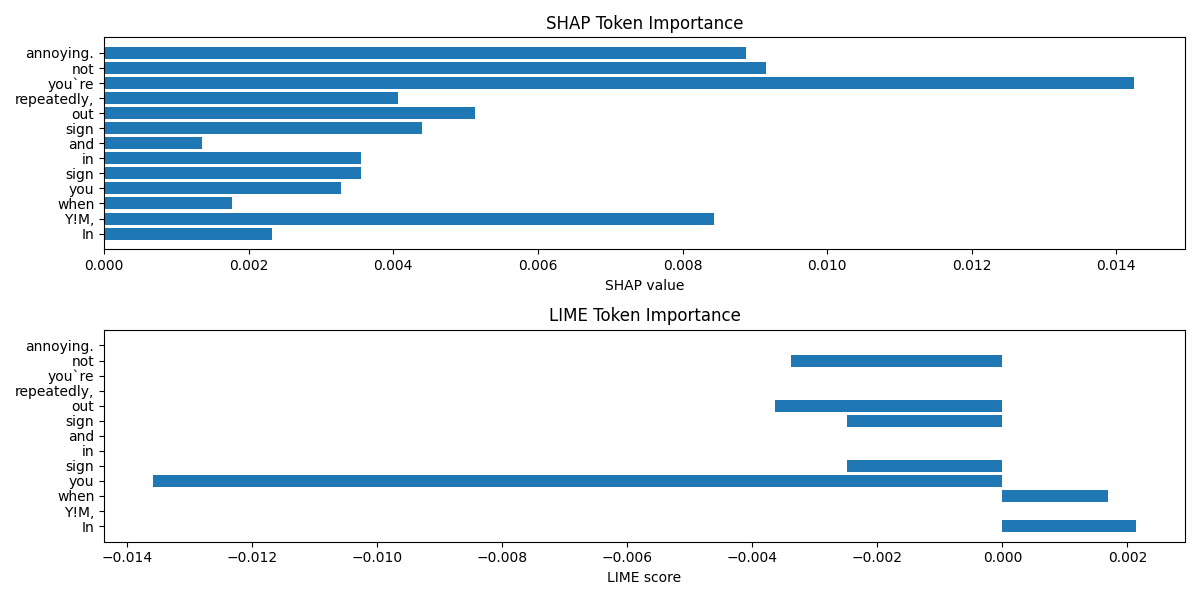 SHAP Token Importance
annoying.
not
you`re
repeatedly,
out
sign
and
in
sign
you
when
Y!M,
In
0.000 0.002 0.004 0.006 0.008 0.010 0.012 0.014
SHAP value
LIME Token Importance
annoying.
not
you`re
repeatedly,
out
sign
and
in
sign
you
when
Y!M,
In
−0.014 −0.012 −0.010 −0.008 −0.006 −0.004 −0.002 0.000 0.002
LIME score